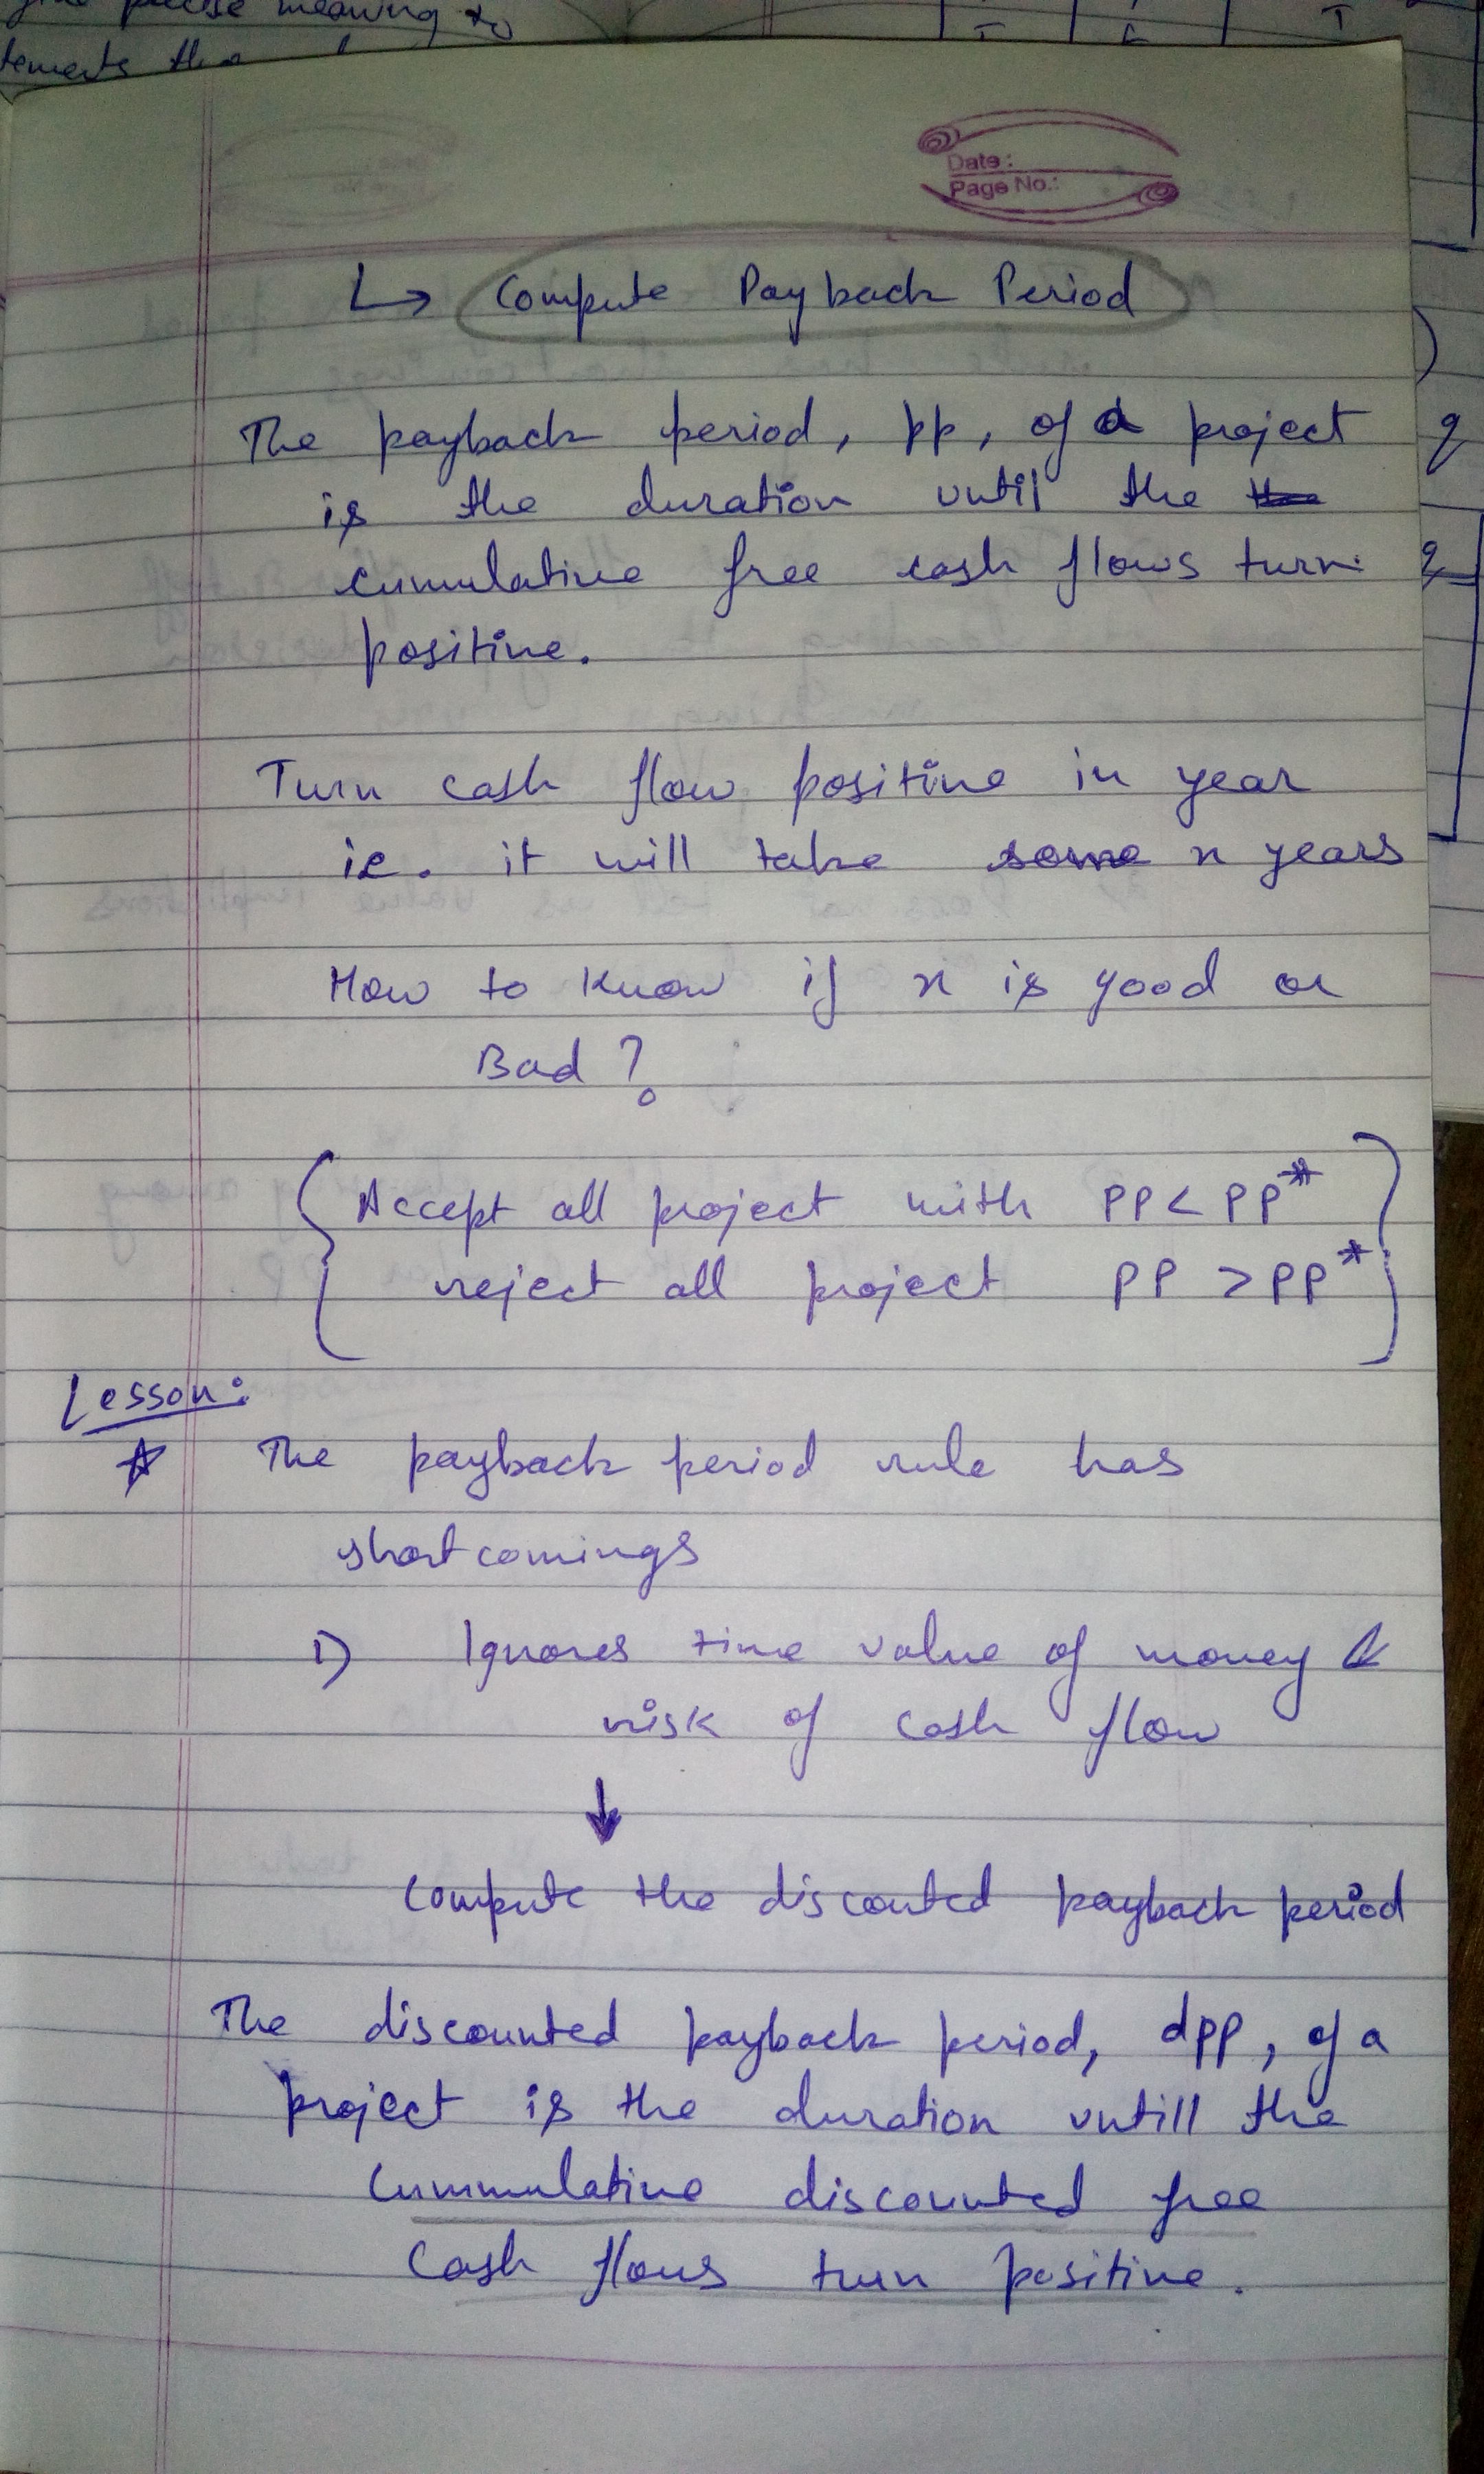 precise meaning to
tements the
Date:
Page No.:
↳ Compute Payback Period
The payback period, pp, of a project
is the duration until the the
cumulative free cash flows turn
positive.
Turn cash flow positive in year
ie. it will take some n years
How to know if n is good or
Bad ?
Accept all project with PP < PP*
reject all project PP > PP*
Lesson:
☆ The payback period rule has
shortcomings
1) Ignores time value of money &
risk of cash flow
↓
Compute the discounted payback period
The discounted payback period, dpp, of a
project is the duration untill the
Cummulative discounted free
Cash flows turn positive.